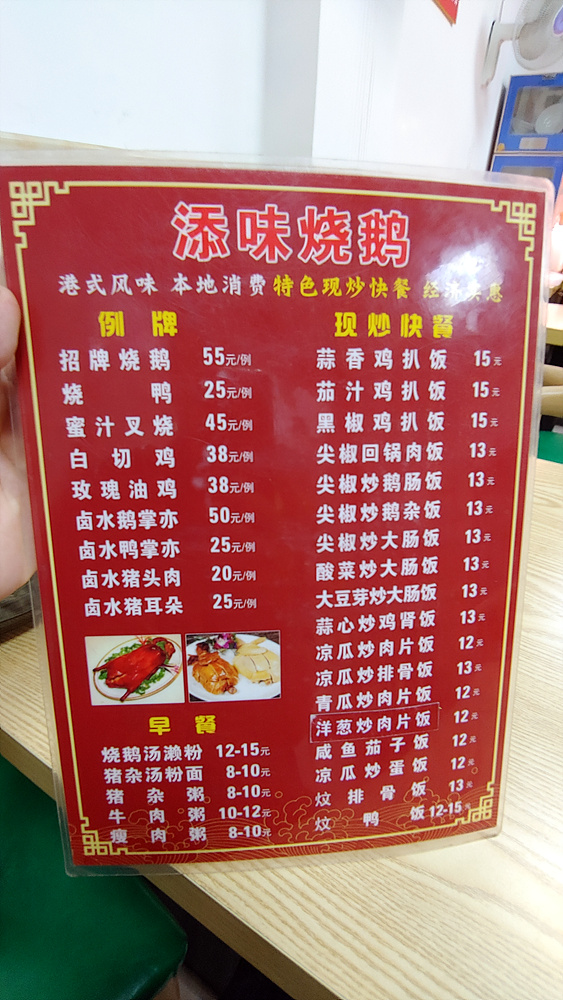 添味烧鹅
港式风味 本地消费 特色现炒快餐 经济实惠
例牌
招牌烧鹅 55元/例
烧鸭 25元/例
蜜汁叉烧 45元/例
白切鸡 38元/例
玫瑰油鸡 38元/例
卤水鹅掌亦 50元/例
卤水鸭掌亦 25元/例
卤水猪头肉 20元/例
卤水猪耳朵 25元/例
早餐
烧鹅汤濑粉 12-15元
猪杂汤粉面 8-10元
猪杂粥 8-10元
牛肉粥 10-12元
瘦肉粥 8-10元
现炒快餐
蒜香鸡扒饭 15元
茄汁鸡扒饭 15元
黑椒鸡扒饭 15元
尖椒回锅肉饭 13元
尖椒炒鹅肠饭 13元
尖椒炒鹅杂饭 13元
尖椒炒大肠饭 13元
酸菜炒大肠饭 13元
大豆芽炒大肠饭 13元
蒜心炒鸡肾饭 13元
凉瓜炒肉片饭 12元
凉瓜炒排骨饭 13元
青瓜炒肉片饭 12元
洋葱炒肉片饭 12元
咸鱼茄子饭 12元
凉瓜炒蛋饭 12元
炆排骨饭 13元
炆鸭饭 12-15元